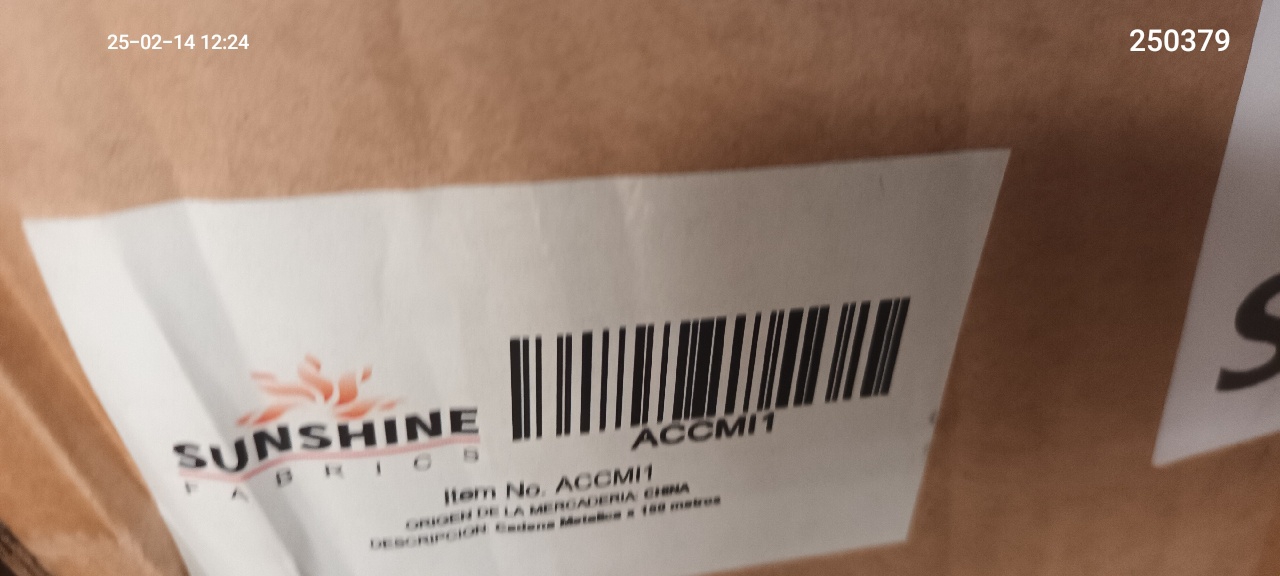 25-02-14 12:24
250379
SUNSHINE
FABRICS
ACCMI1
Item No. ACCMI1
ORIGEN DE LA MERCADERIA: CHINA
DESCRIPCION: Cadena Metalica x 150 metros
S